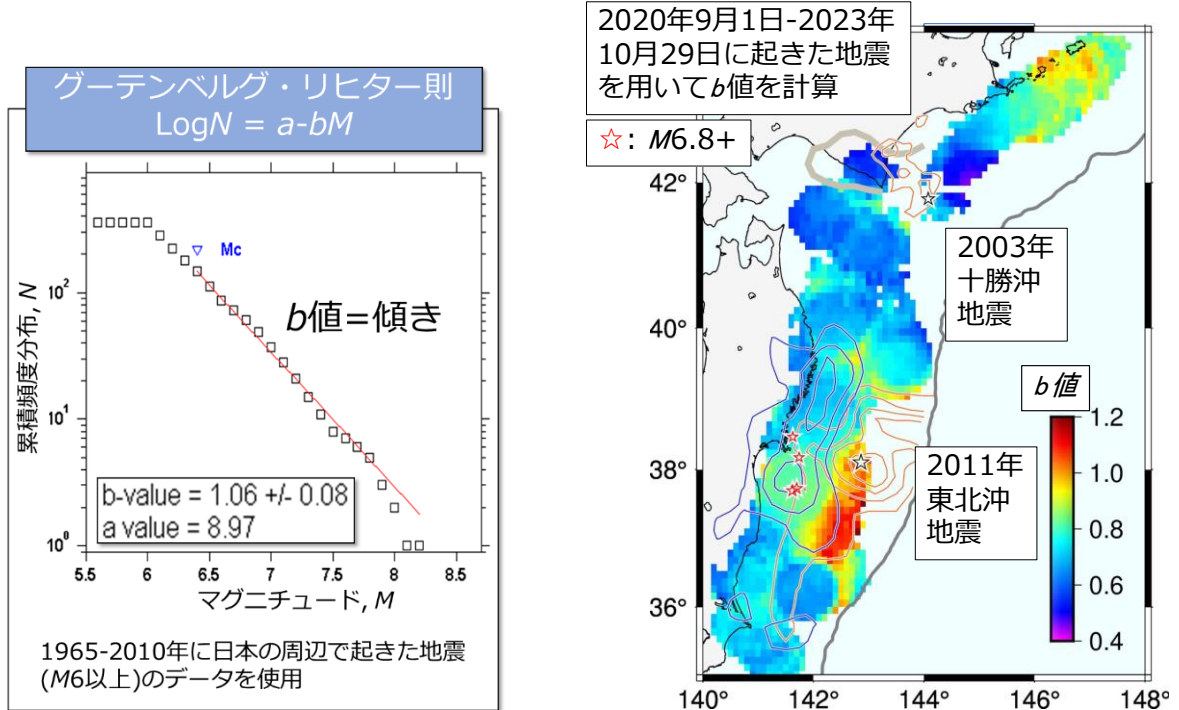 グーテンベルグ・リヒター則
LogN = a-bM
累積頻度分布, N
10²
10¹
10⁰
Mc
b値=傾き
b-value = 1.06 +/- 0.08
a value = 8.97
5.5 6 6.5 7 7.5 8 8.5
マグニチュード, M
1965-2010年に日本の周辺で起きた地震
(M6以上)のデータを使用
2020年9月1日-2023年
10月29日に起きた地震
を用いてb値を計算
☆: M6.8+
42°
40°
38°
36°
2003年
十勝沖
地震
2011年
東北沖
地震
b値
1.2
1.0
0.8
0.6
0.4
140° 142° 144° 146° 148°